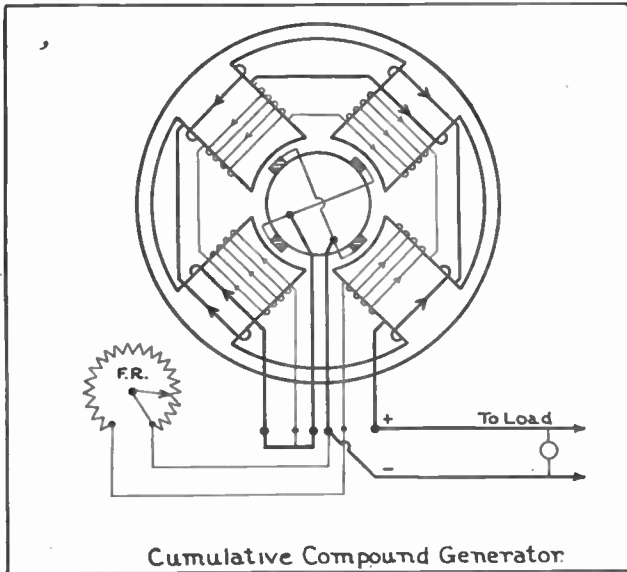 F.R.
+ To Load
-
Cumulative Compound Generator